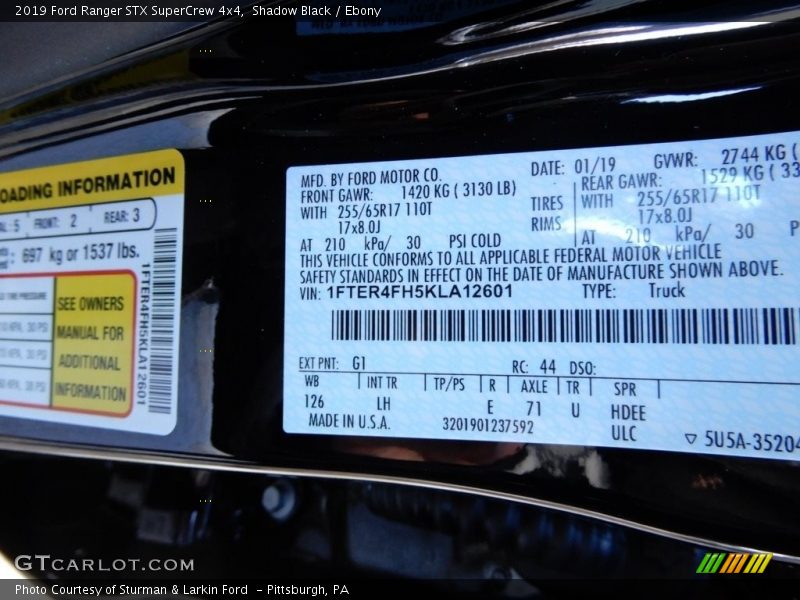 2019 Ford Ranger STX SuperCrew 4x4, Shadow Black / Ebony
OADING INFORMATION
5 FRONT: 2 REAR: 3
697 kg or 1537 lbs.
SEE OWNERS
MANUAL FOR
ADDITIONAL
INFORMATION
1FTER4FH5KLA12601
MFD. BY FORD MOTOR CO. DATE: 01/19 GVWR: 2744 KG (
FRONT GAWR: 1420 KG ( 3130 LB) REAR GAWR: 1529 KG ( 33
WITH 255/65R17 110T TIRES WITH 255/65R17 110T
17x8.0J RIMS 17x8.0J
AT 210 kPa/ 30 PSI COLD AT 210 kPa/ 30 P
THIS VEHICLE CONFORMS TO ALL APPLICABLE FEDERAL MOTOR VEHICLE
SAFETY STANDARDS IN EFFECT ON THE DATE OF MANUFACTURE SHOWN ABOVE.
VIN: 1FTER4FH5KLA12601 TYPE: Truck
EXT PNT: G1 RC: 44 DSO:
WB INT TR TP/PS R AXLE TR SPR
126 LH E 71 U HDEE
MADE IN U.S.A. 3201901237592 ULC 5U5A-35204
GTCARLOT.COM
Photo Courtesy of Sturman & Larkin Ford - Pittsburgh, PA